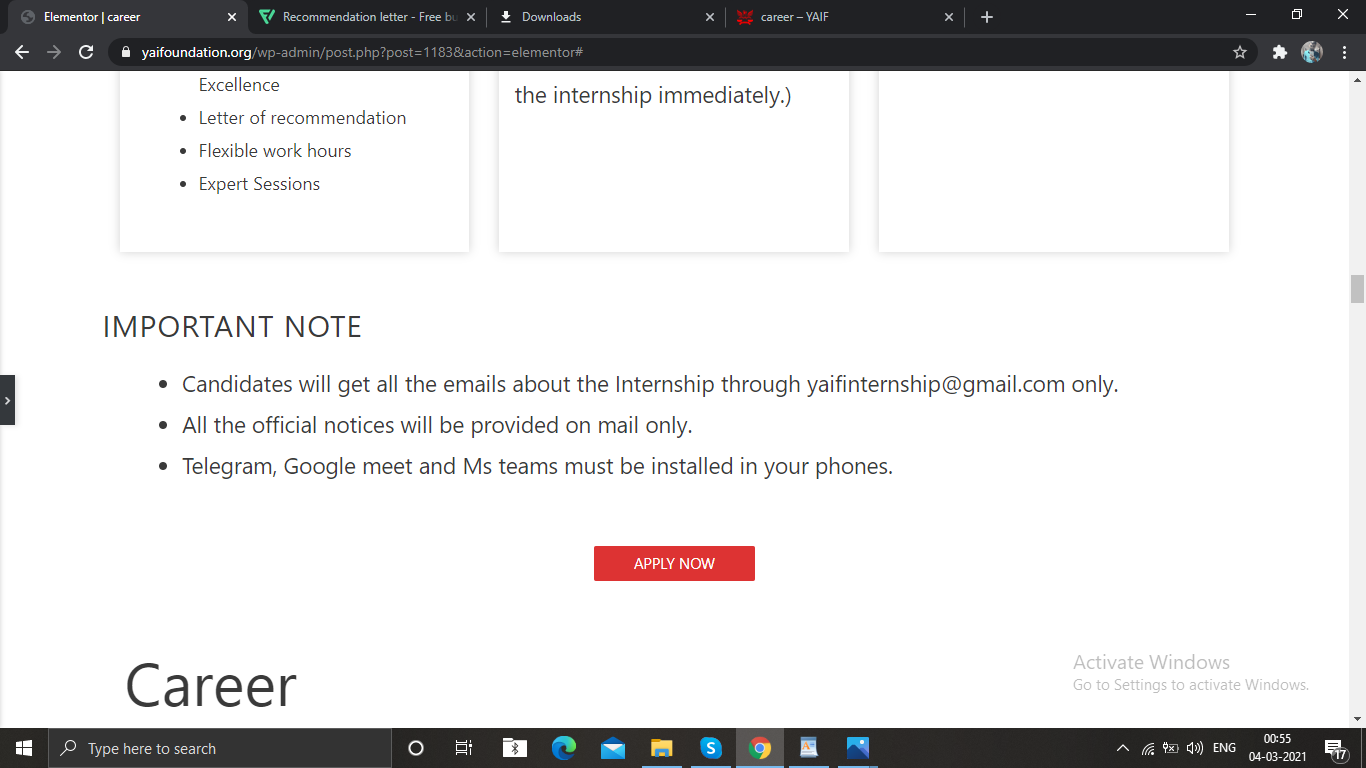 Elementor | career
Recommendation letter - Free bu
Downloads
career – YAIF
yaifoundation.org/wp-admin/post.php?post=1183&action=elementor#
Excellence
Letter of recommendation
Flexible work hours
Expert Sessions
the internship immediately.)
IMPORTANT NOTE
Candidates will get all the emails about the Internship through yaifinternship@gmail.com only.
All the official notices will be provided on mail only.
Telegram, Google meet and Ms teams must be installed in your phones.
APPLY NOW
Career
Activate Windows
Go to Settings to activate Windows.
Type here to search
ENG
00:55
04-03-2021
17